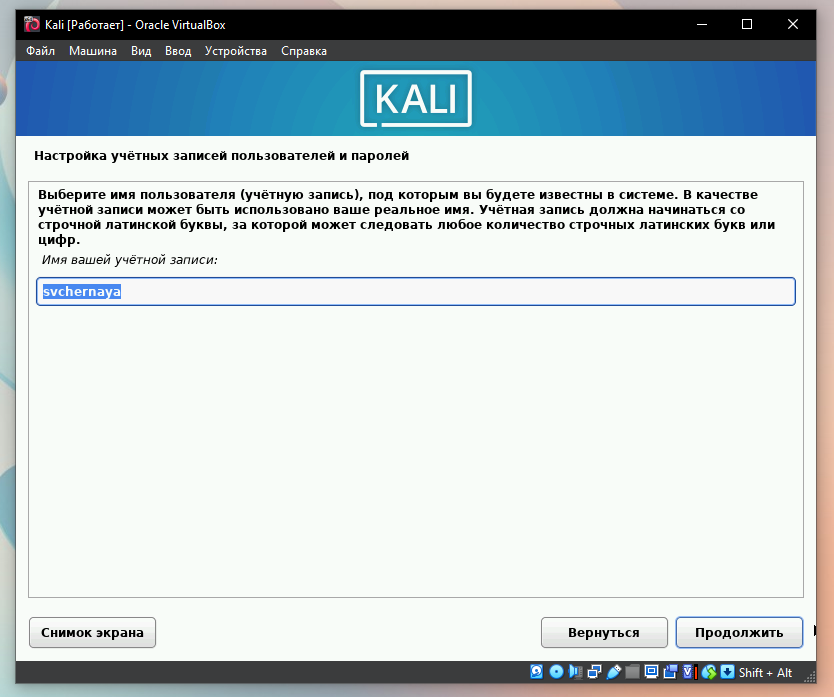 Kali [Работает] - Oracle VirtualBox
Файл Машина Вид Ввод Устройства Справка
KALI
Настройка учётных записей пользователей и паролей
Выберите имя пользователя (учётную запись), под которым вы будете известны в системе. В качестве
учётной записи может быть использовано ваше реальное имя. Учётная запись должна начинаться со
строчной латинской буквы, за которой может следовать любое количество строчных латинских букв или
цифр.
Имя вашей учётной записи:
svchernaya
Снимок экрана Вернуться Продолжить
Shift + Alt